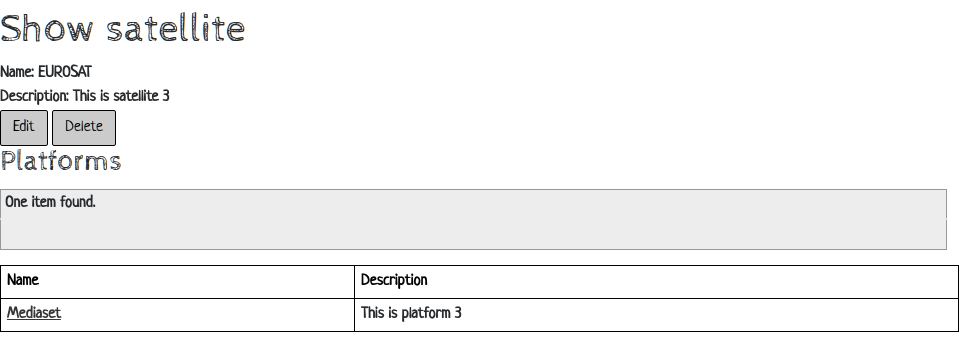 Show satellite
Name: EUROSAT
Description: This is satellite 3
Edit Delete
Platforms
One item found.
Name Description
Mediaset This is platform 3